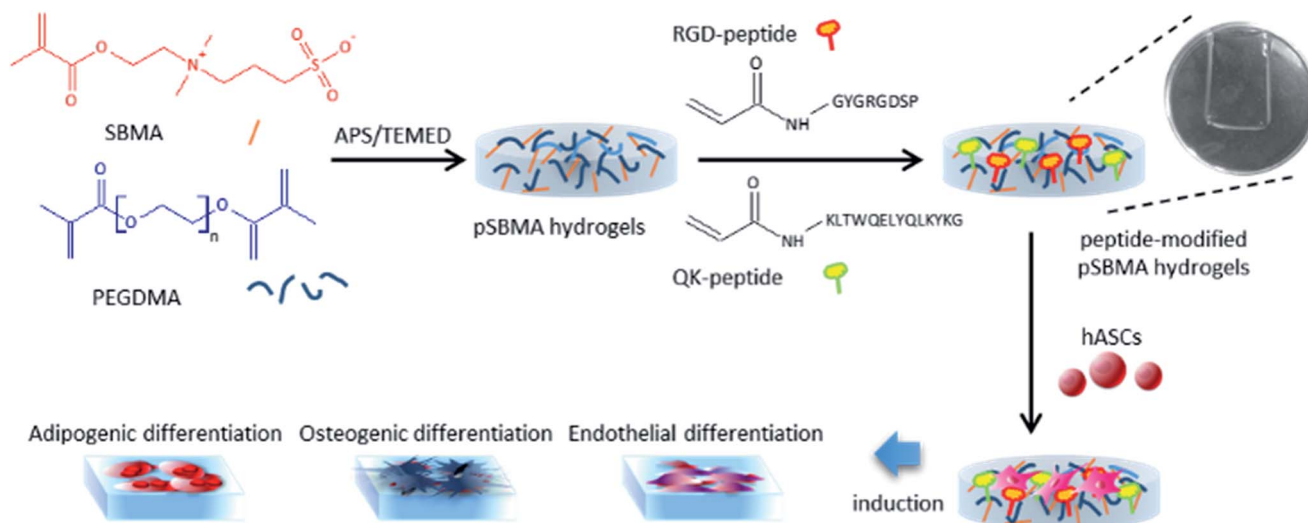 SBMA
PEGDMA
APS/TEMED
pSBMA hydrogels
RGD-peptide
GYGRGDSP
KLTWQELYQLKYKG
QK-peptide
peptide-modified
pSBMA hydrogels
hASCs
induction
Adipogenic differentiation
Osteogenic differentiation
Endothelial differentiation
O
O
N
+
S
O
O
O
-
O
O
O
n
O
O
NH
O
NH